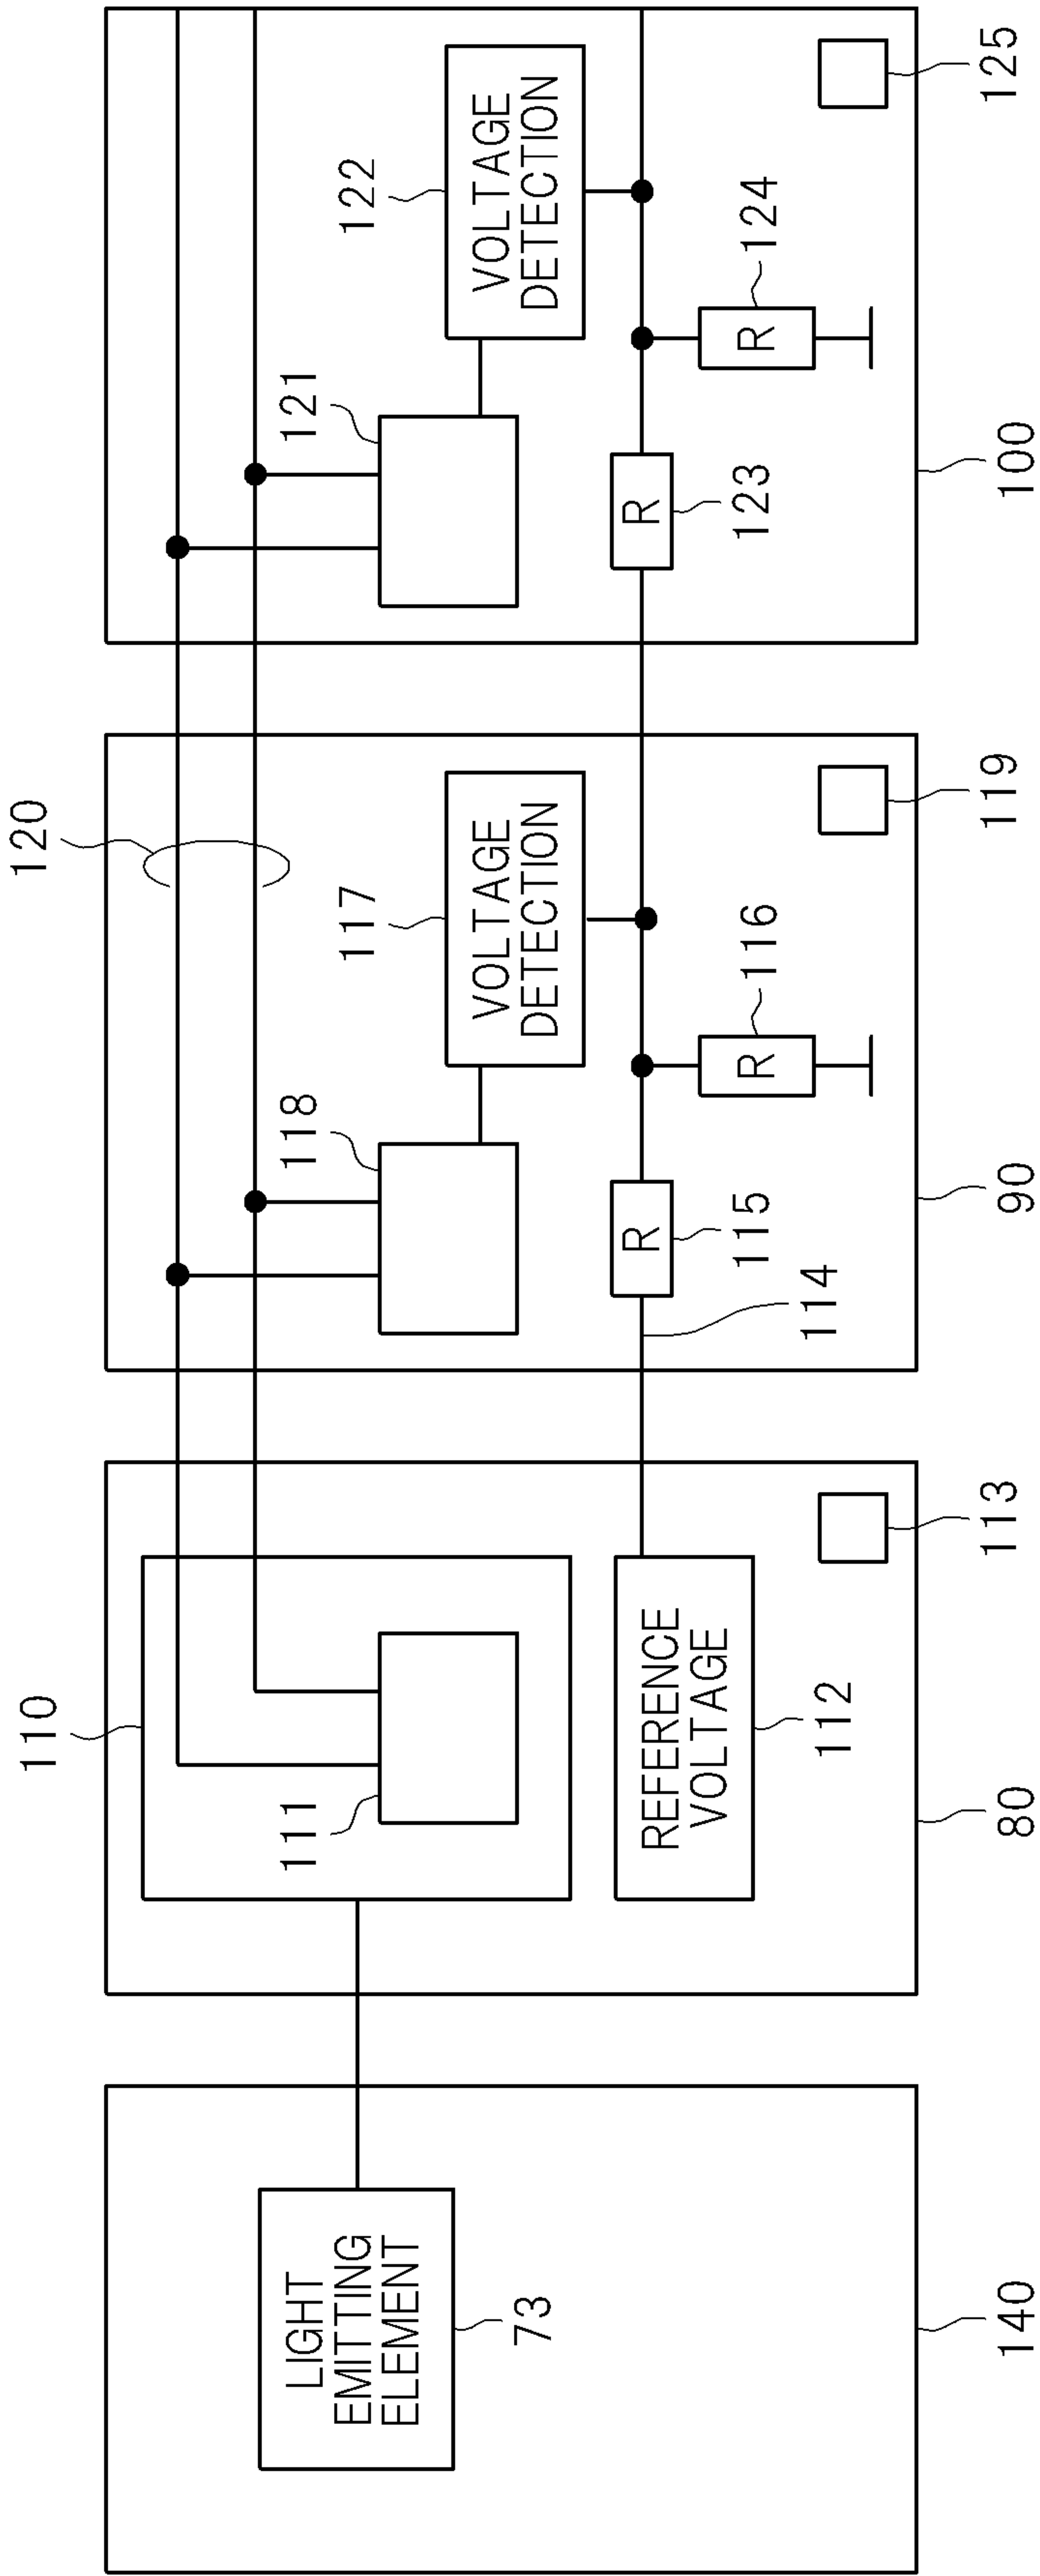 120
110
122
117
121
118
111
VOLTAGE
DETECTION
VOLTAGE
DETECTION
LIGHT
EMITTING
ELEMENT
73
R
123
R
115
114
REFERENCE
VOLTAGE
112
R
124
R
116
125
119
113
100
90
80
140